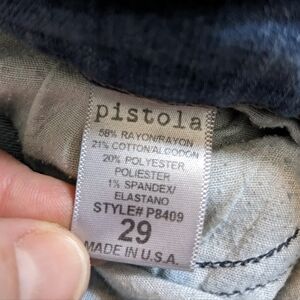 pistola
58% RAYON/RAYON
21% COTTON/ALGODON
20% POLYESTER
POLIESTER
1% SPANDEX/
ELASTANO
STYLE# P8409
29
MADE IN U.S.A.